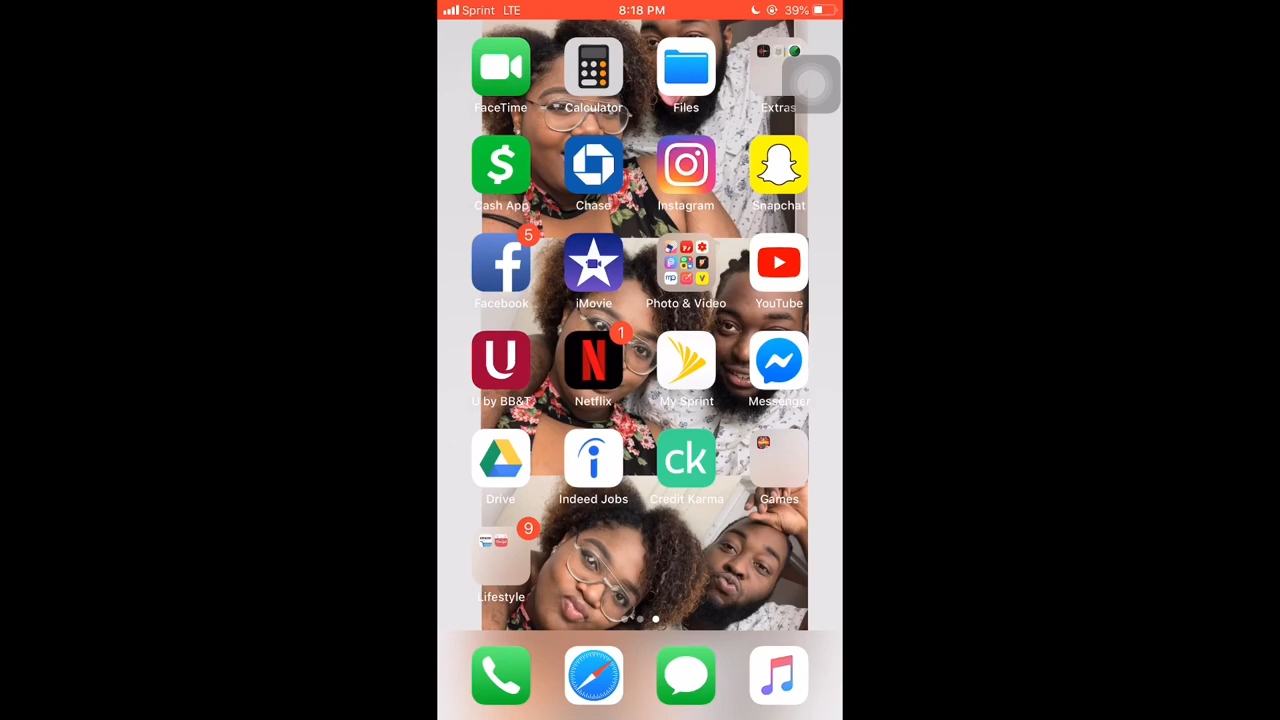 Sprint LTE 8:18 PM 39%
FaceTime Calculator Files Extras
Cash App Chase Instagram Snapchat
5
Facebook iMovie Photo & Video YouTube
U N 1
U by BB&T Netflix My Sprint Messenger
ck
Drive Indeed Jobs Credit Karma Games
9
Lifestyle